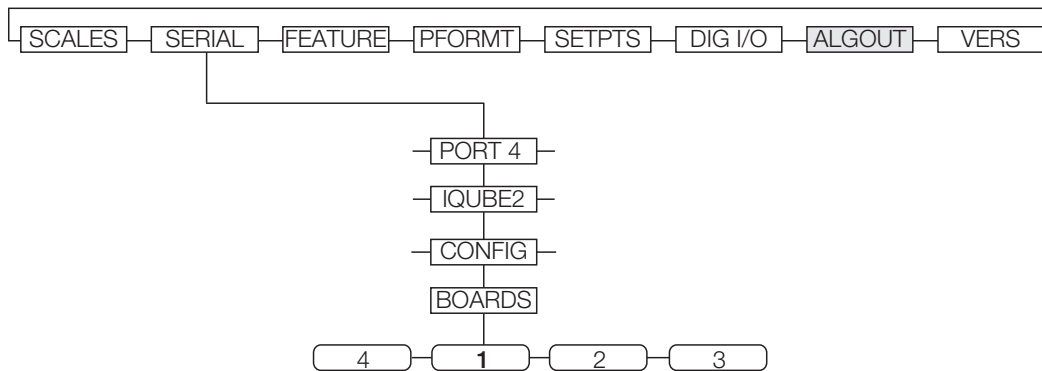 SCALES SERIAL FEATURE PFORMT SETPTS DIG I/O ALGOUT VERS
PORT 4
IQUBE2
CONFIG
BOARDS
4 1 2 3